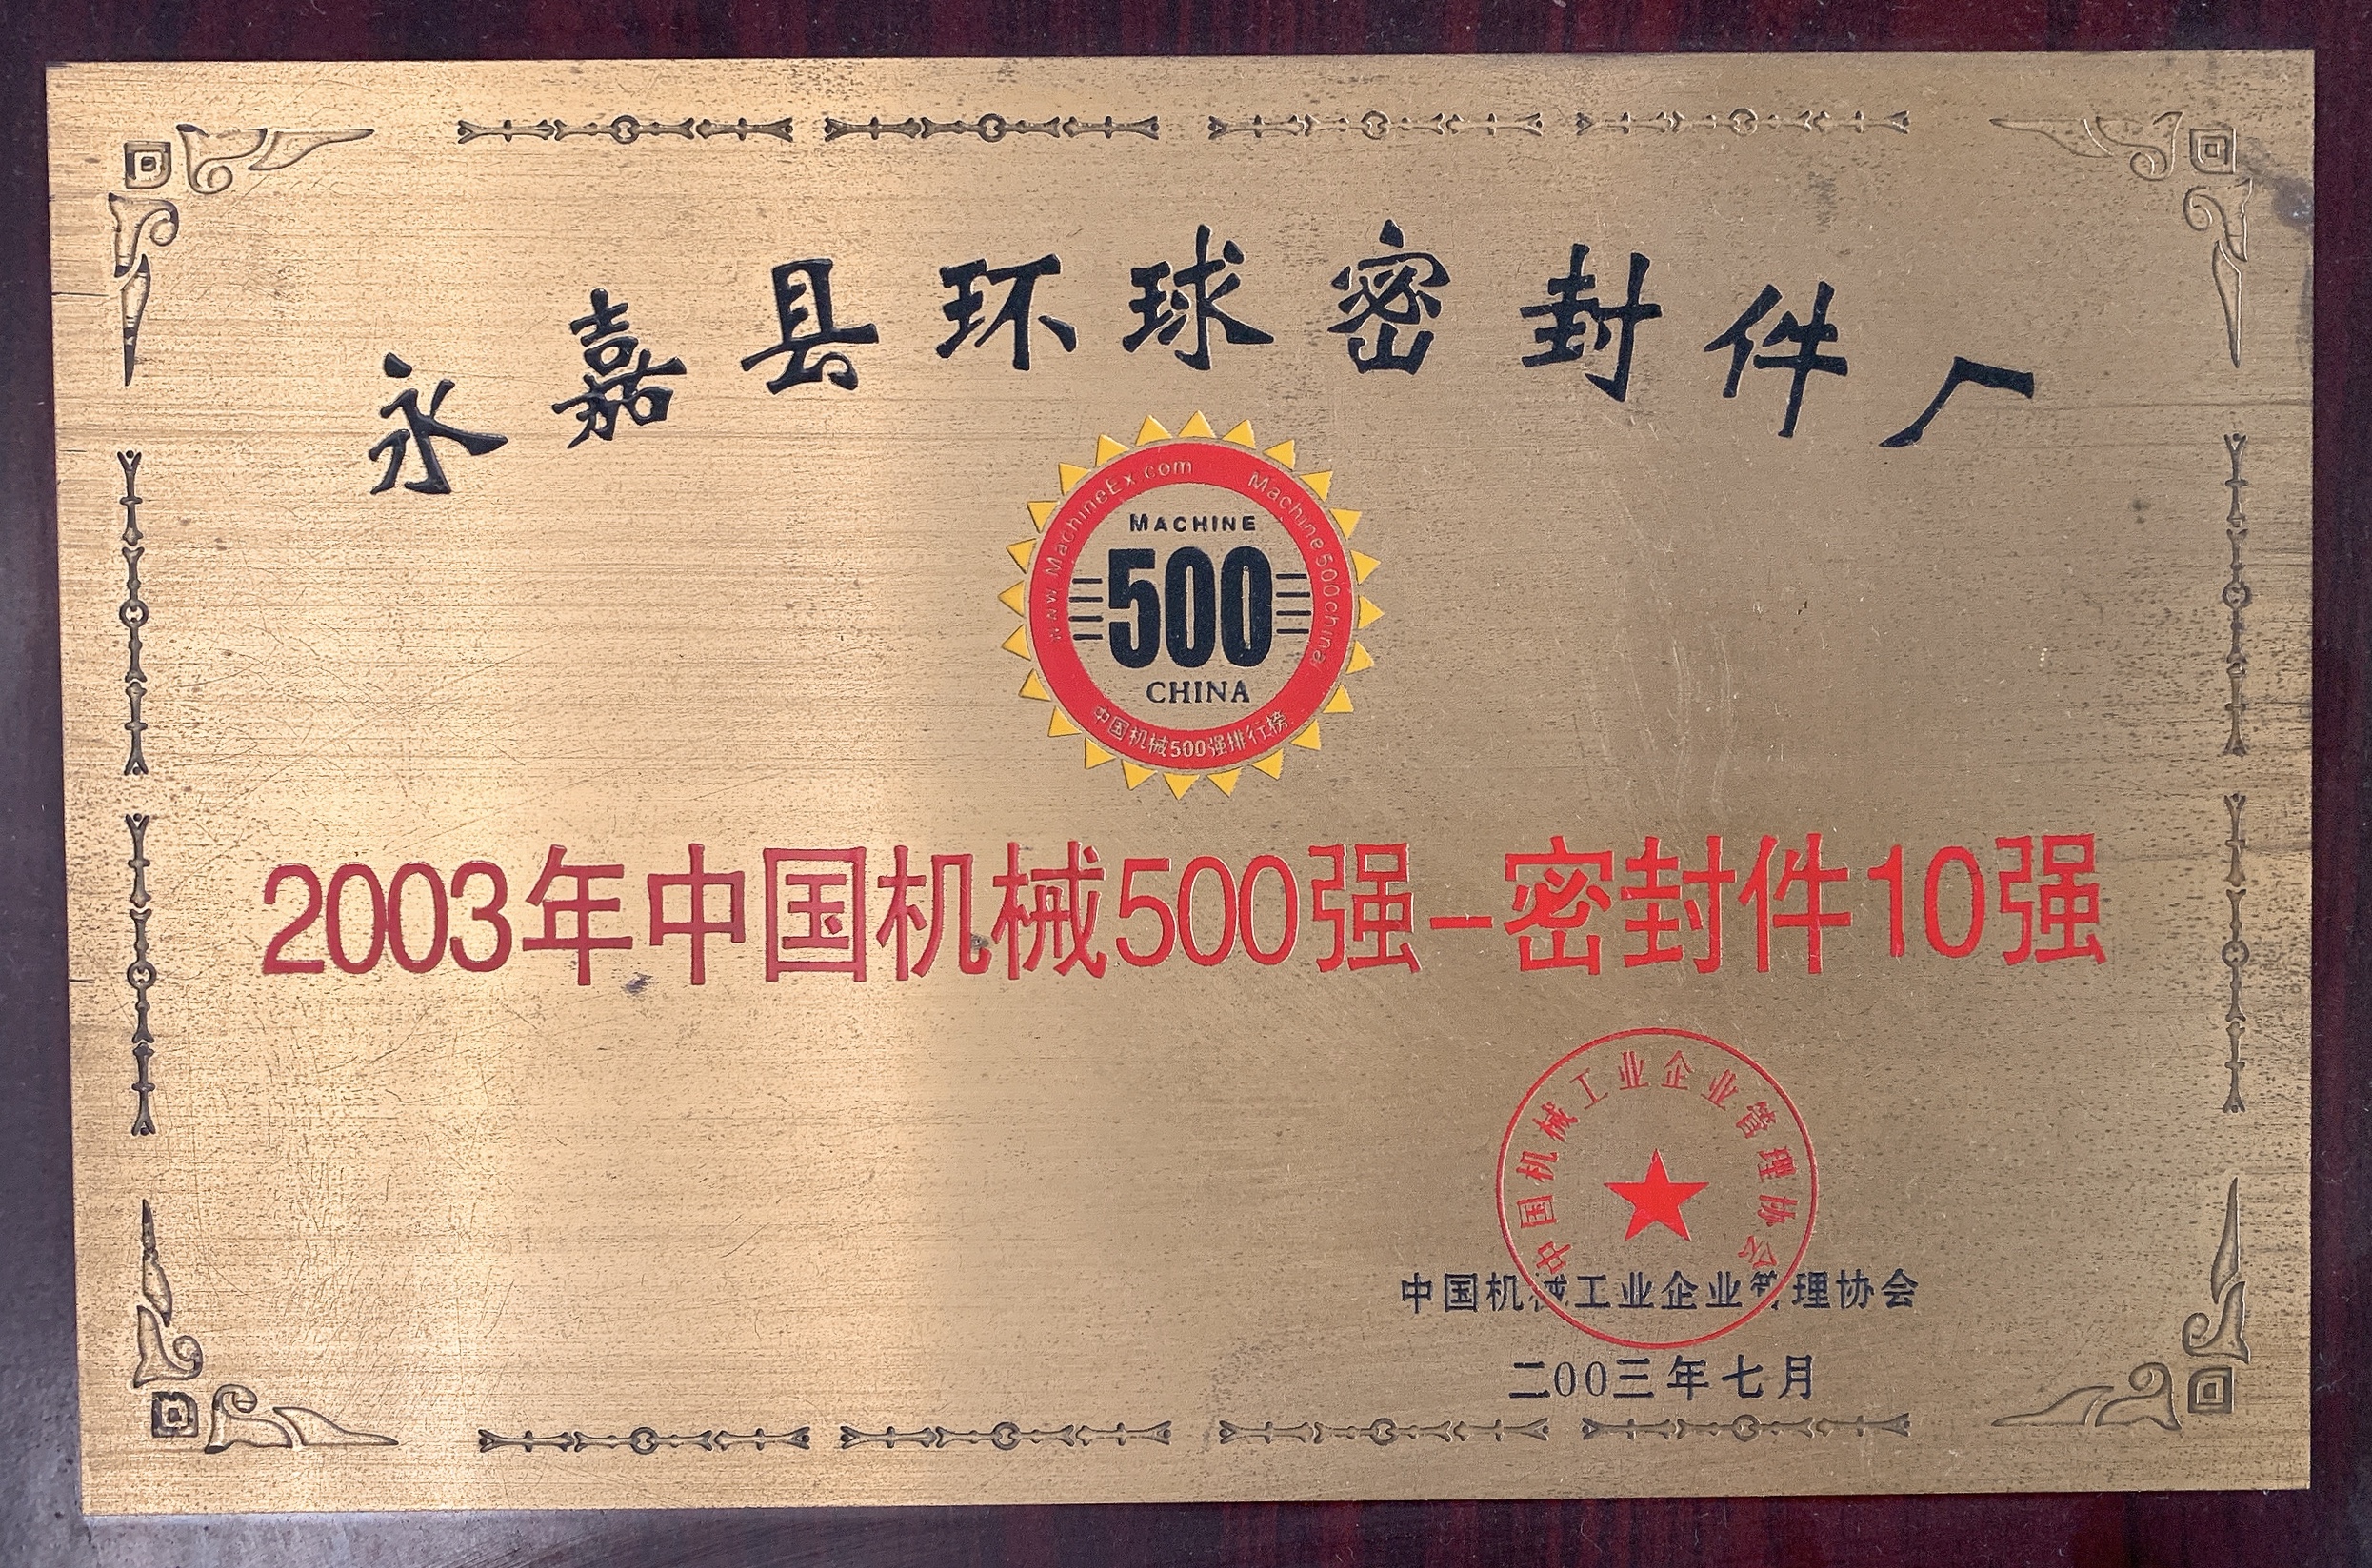 永嘉县环球密封件厂
www.MachineEx.com
Machine500china
MACHINE
500
CHINA
中国机械500强排行榜
2003年中国机械500强-密封件10强
中国机械工业企业管理协会
中国机械工业企业管理协会
二00三年七月